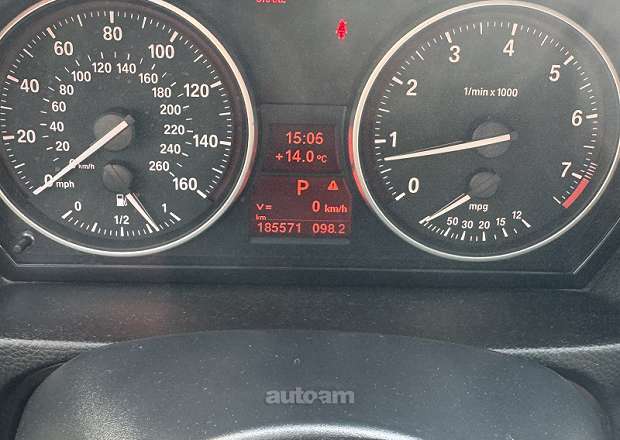 0 20 40 60 80 100 120 140 160
0 km/h 20 40 60 80 100 120 140 160 180 200 220 240 260
mph
0 1/2 1
15:06
+14.0 °C
P
v= 0 km/h
km
185571 098.2
0 1 2 3 4 5 6 7
1/min x 1000
50 30 20 15 12
mpg
autoam